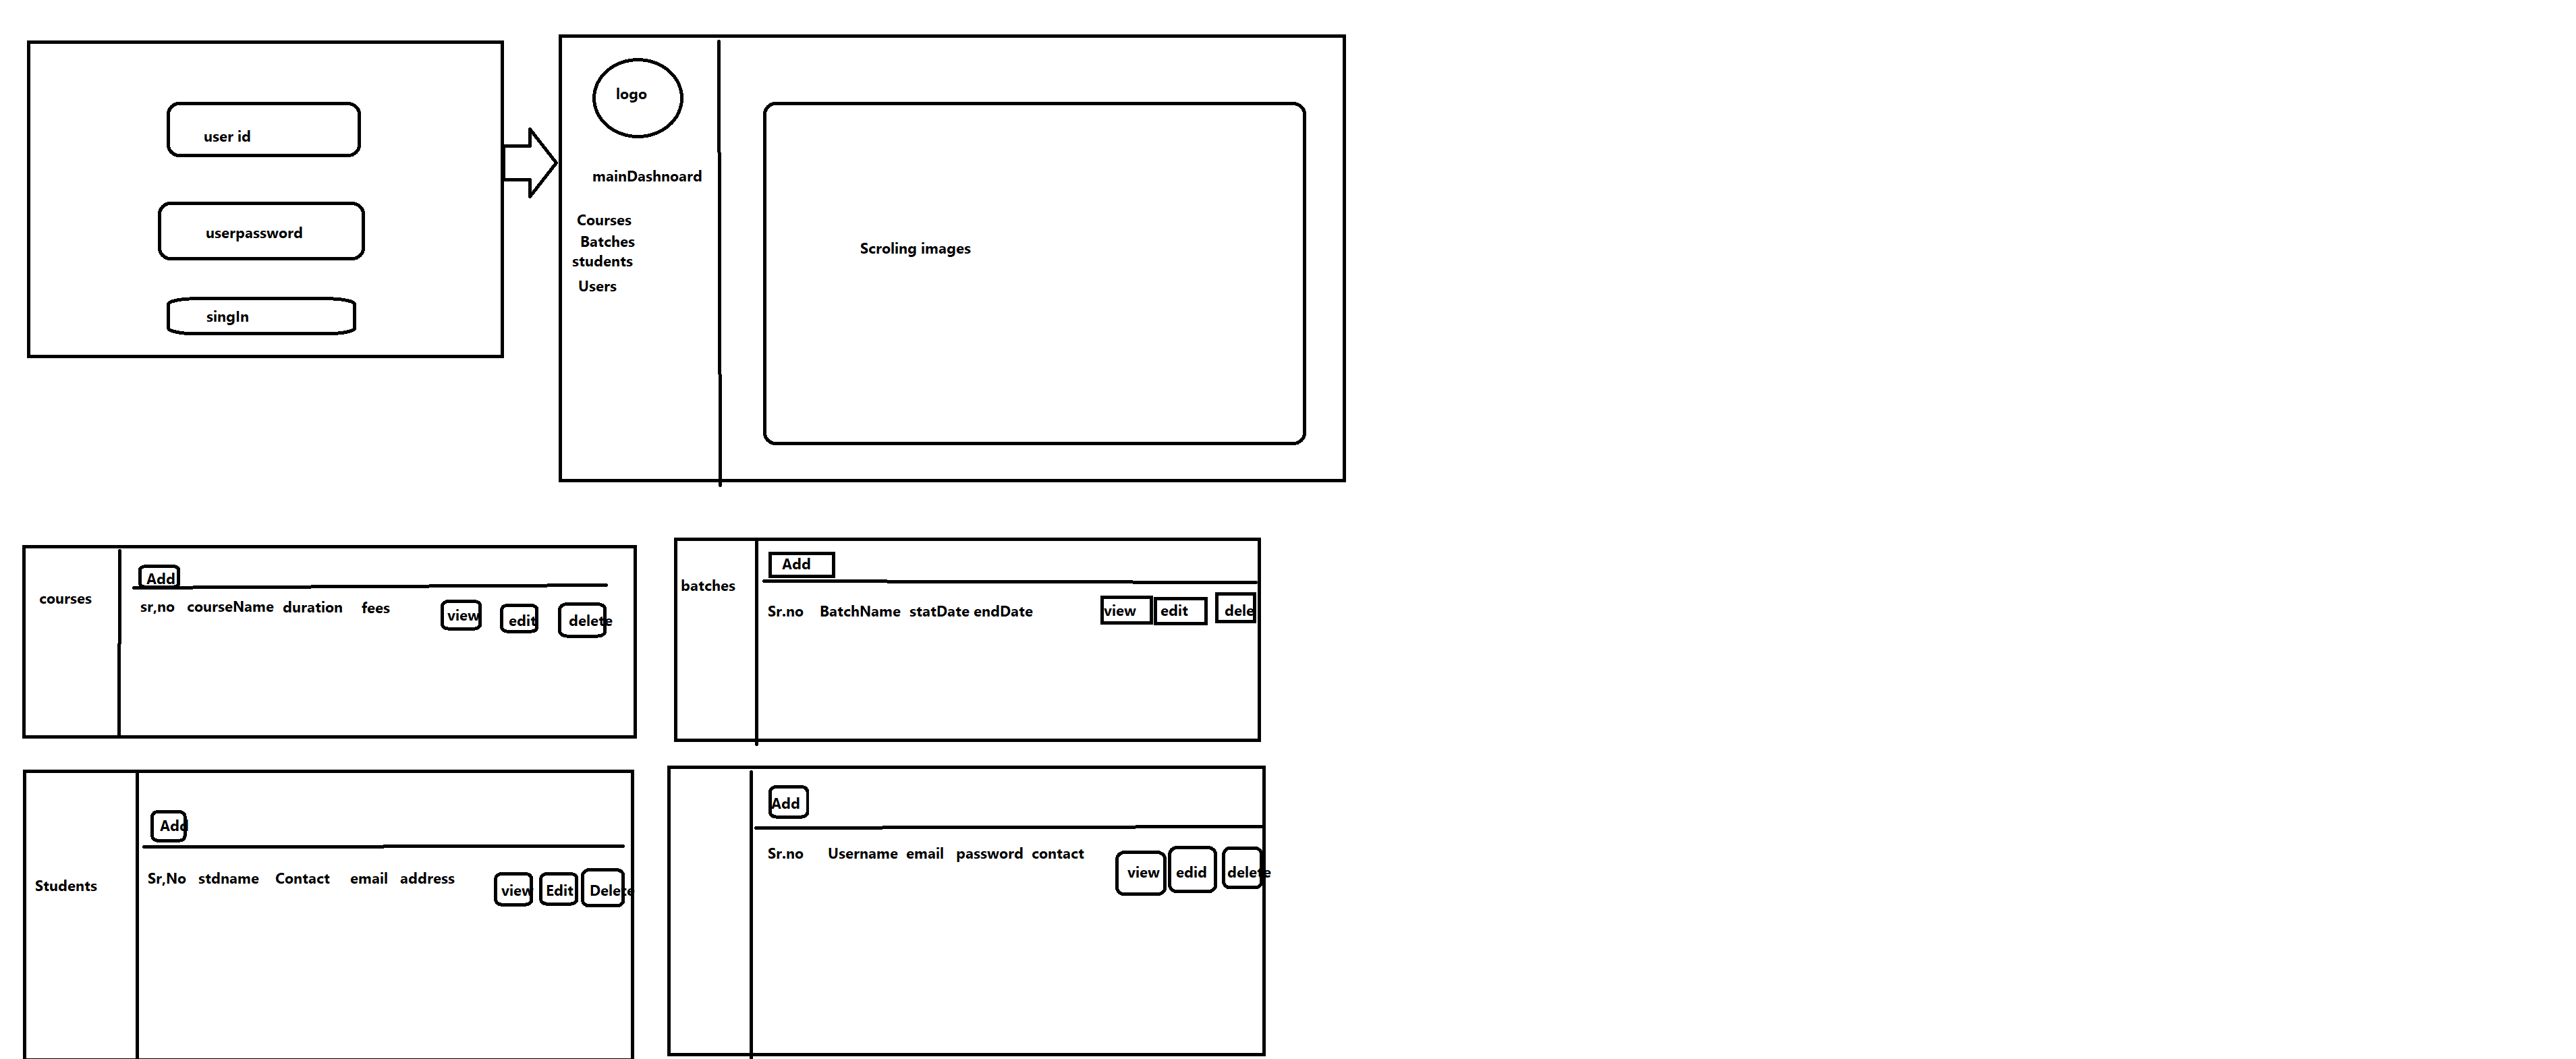 user id
userpassword
singIn
logo
mainDashnoard
Courses
Batches
students
Users
Scroling images
courses
Add
sr,no courseName duration fees view edit delete
batches
Add
Sr.no BatchName statDate endDate view edit dele
Students
Add
Sr,No stdname Contact email address view Edit Delete
Add
Sr.no Username email password contact view edid delete